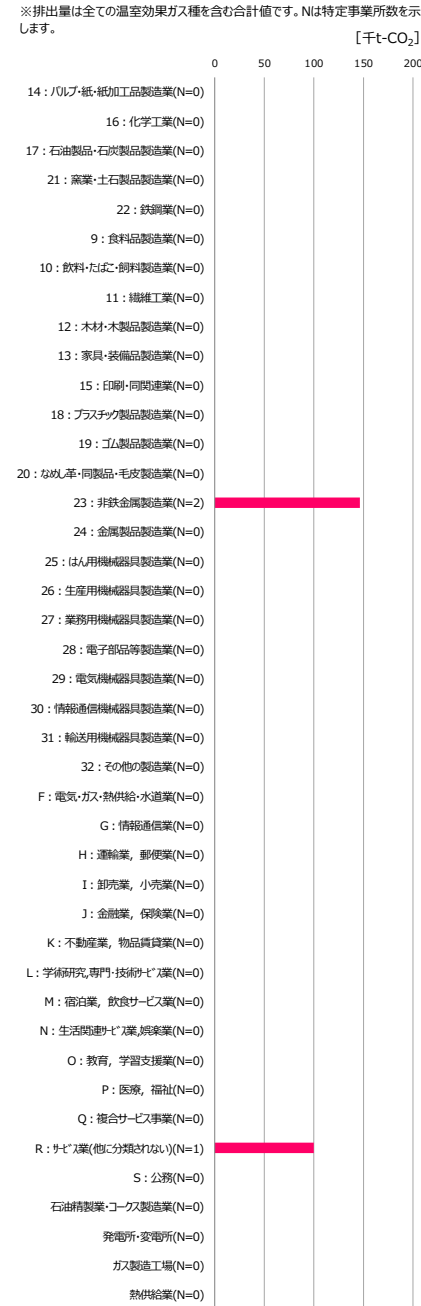 ※排出量は全ての温室効果ガス種を含む合計値です。Nは特定事業所数を示
します。
[千t-CO₂]
0 50 100 150 200
14：パルプ・紙・紙加工品製造業(N=0)
16：化学工業(N=0)
17：石油製品・石炭製品製造業(N=0)
21：窯業・土石製品製造業(N=0)
22：鉄鋼業(N=0)
9：食料品製造業(N=0)
10：飲料・たばこ・飼料製造業(N=0)
11：繊維工業(N=0)
12：木材・木製品製造業(N=0)
13：家具・装備品製造業(N=0)
15：印刷・同関連業(N=0)
18：プラスチック製品製造業(N=0)
19：ゴム製品製造業(N=0)
20：なめし革・同製品・毛皮製造業(N=0)
23：非鉄金属製造業(N=2)
24：金属製品製造業(N=0)
25：はん用機械器具製造業(N=0)
26：生産用機械器具製造業(N=0)
27：業務用機械器具製造業(N=0)
28：電子部品等製造業(N=0)
29：電気機械器具製造業(N=0)
30：情報通信機械器具製造業(N=0)
31：輸送用機械器具製造業(N=0)
32：その他の製造業(N=0)
F：電気・ガス・熱供給・水道業(N=0)
G：情報通信業(N=0)
H：運輸業，郵便業(N=0)
I：卸売業，小売業(N=0)
J：金融業，保険業(N=0)
K：不動産業，物品賃貸業(N=0)
L：学術研究,専門・技術ｻｰﾋﾞｽ業(N=0)
M：宿泊業，飲食サービス業(N=0)
N：生活関連ｻｰﾋﾞｽ業,娯楽業(N=0)
O：教育，学習支援業(N=0)
P：医療，福祉(N=0)
Q：複合サービス事業(N=0)
R：ｻｰﾋﾞｽ業(他に分類されない)(N=1)
S：公務(N=0)
石油精製業・コークス製造業(N=0)
発電所・変電所(N=0)
ガス製造工場(N=0)
熱供給業(N=0)